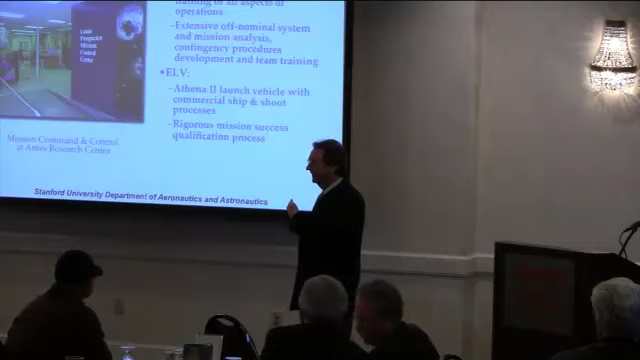 training of all aspects of
operations
-Extensive off-nominal system
and mission analysis,
contingency procedures
development and team training
•ELV:
-Athena II launch vehicle with
commercial ship & shoot
processes
-Rigorous mission success
qualification process
Lunar
Prospector
Mission
Control
Center
Mission Command & Control
at Ames Research Center
Stanford University Department of Aeronautics and Astronautics